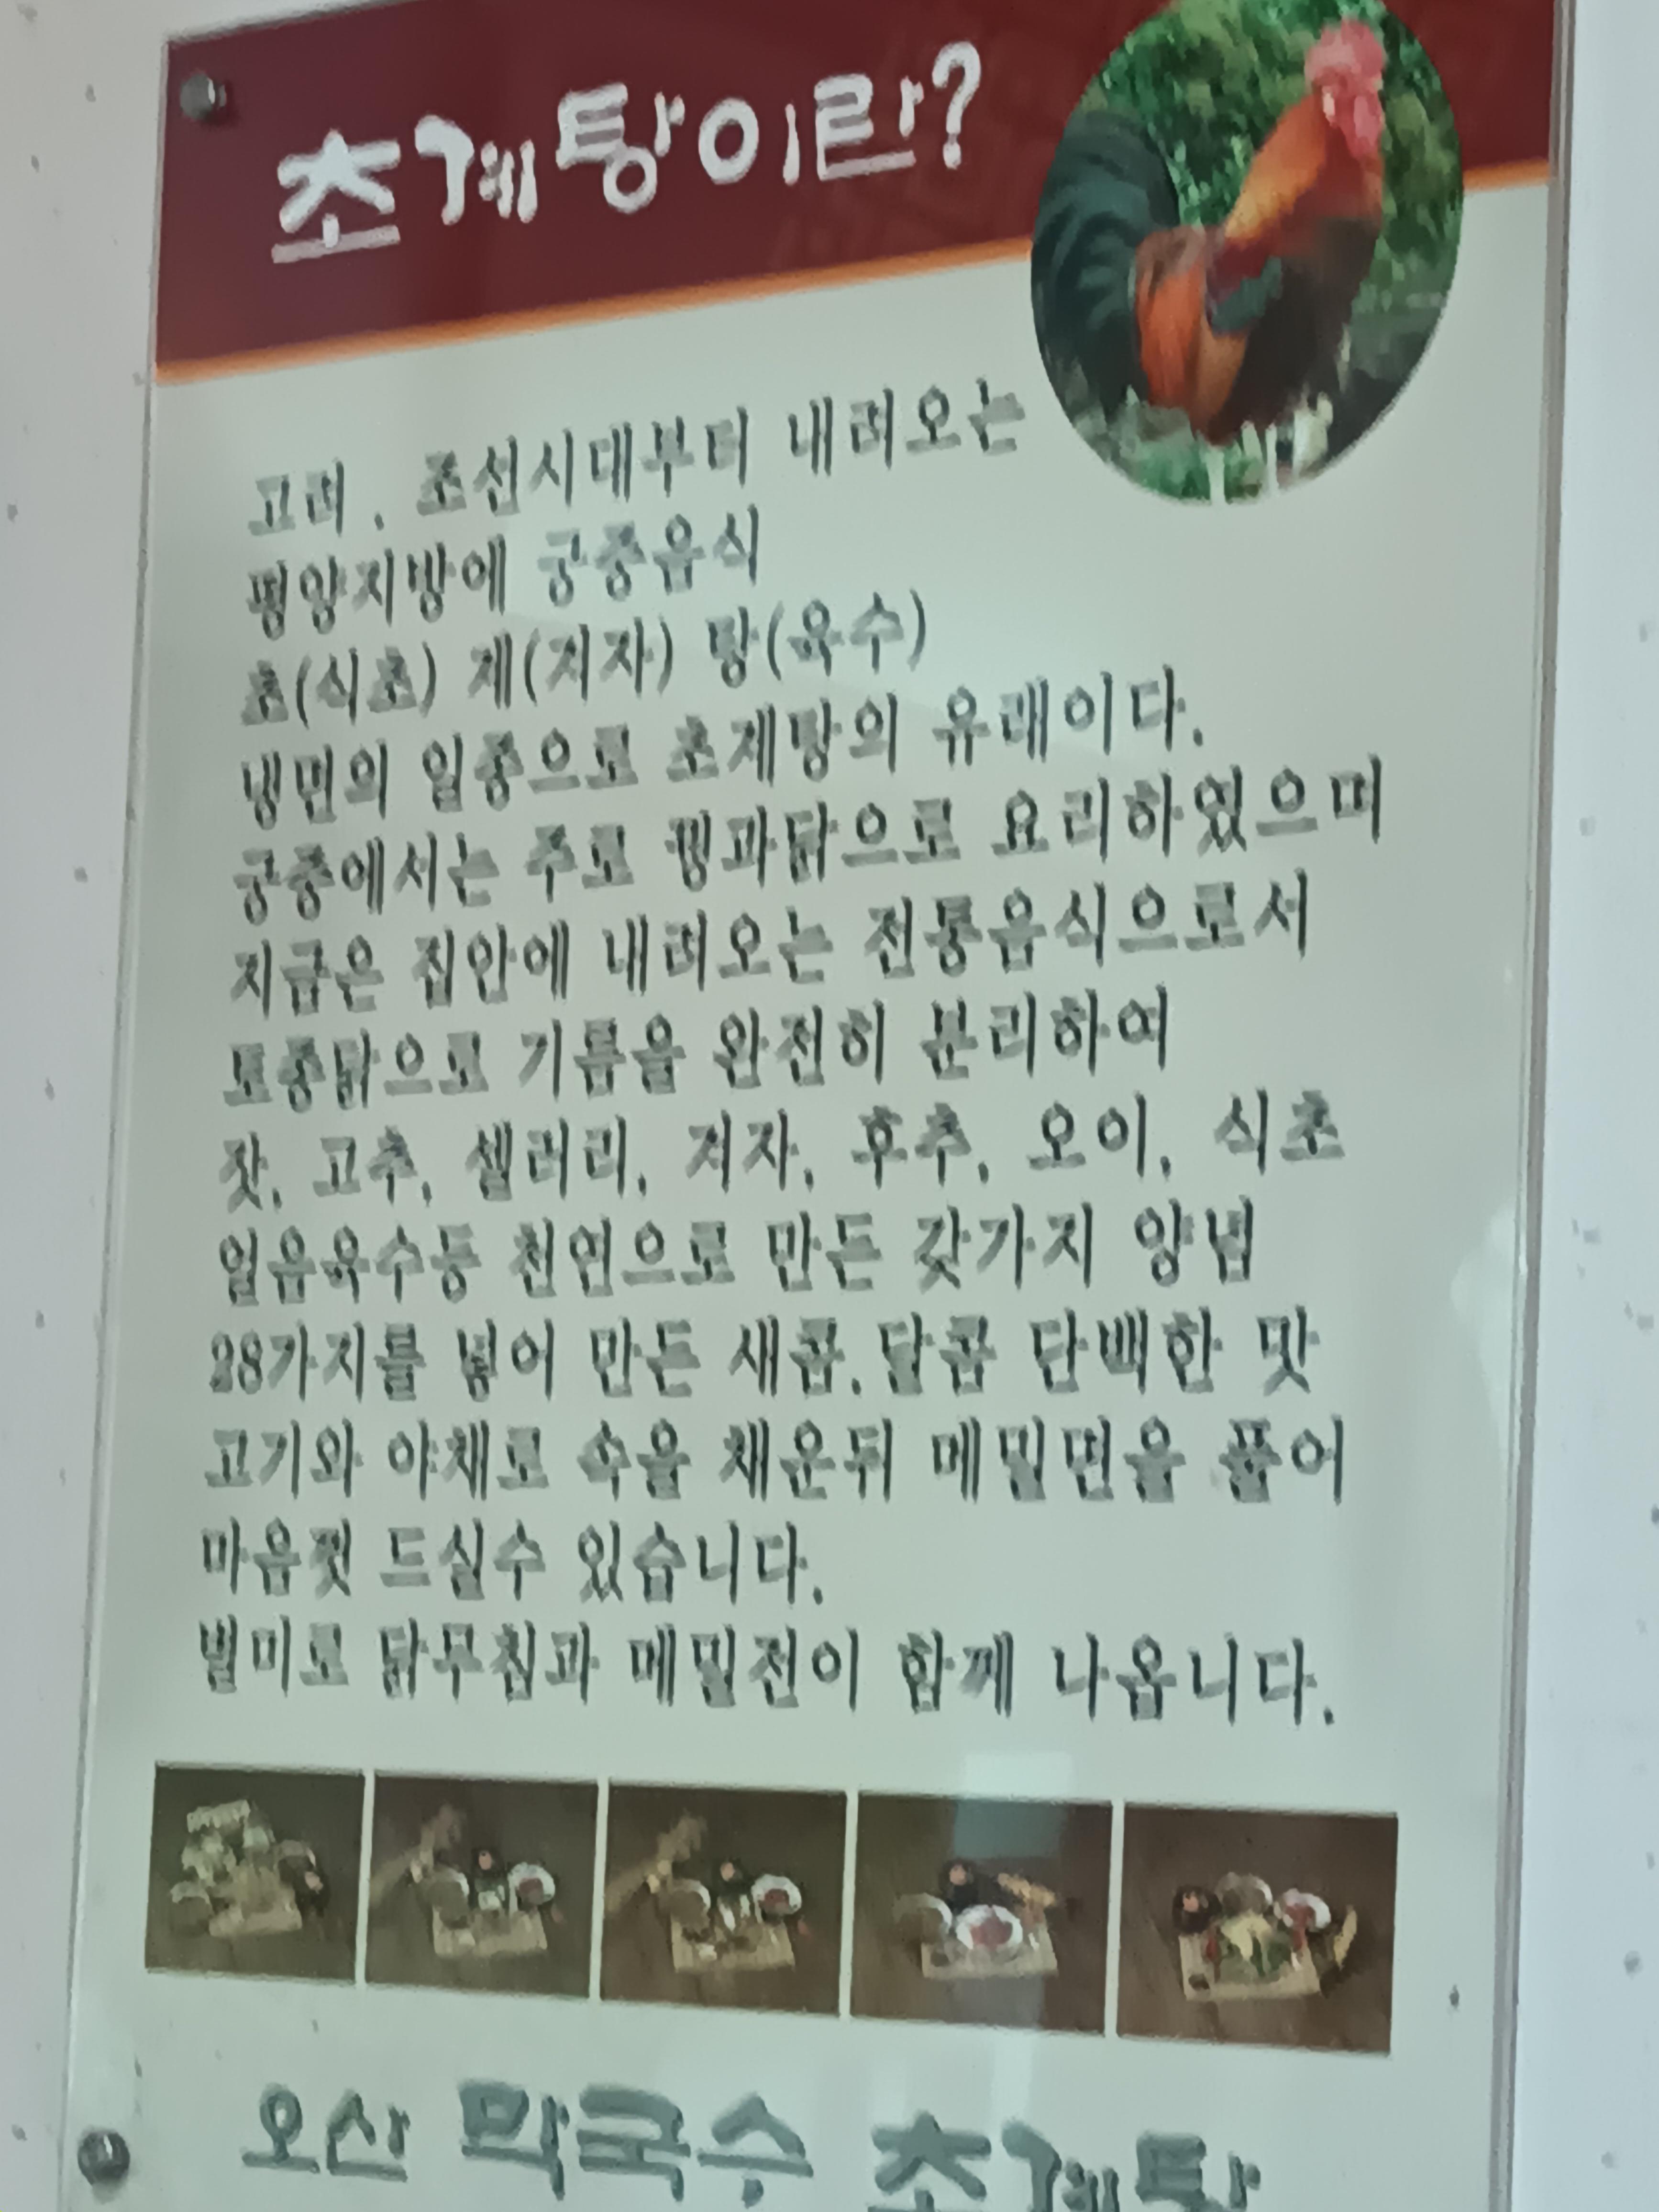 초계탕이란?
고려, 조선시대부터 내려오는
평양지방에 궁중음식
초(식초) 계(겨자) 탕(육수)
냉면의 일종으로 초계탕의 유래이다.
궁중에서는 주로 꿩과닭으로 요리하였으며
지금은 집안에 내려오는 전통음식으로서
토종닭으로 기름을 완전히 분리하여
잣, 고추, 샐러리, 겨자, 후추, 오이, 식초
얼음육수등 천연으로 만든 갖가지 양념
28가지를 넣어 만든 새콤,달콤 단백한 맛
고기와 야채로 속을 채운뒤 메밀면을 풀어
마음껏 드실수 있습니다.
별미로 닭무침과 메밀전이 함께 나옵니다.
오산 막국수 초계탕